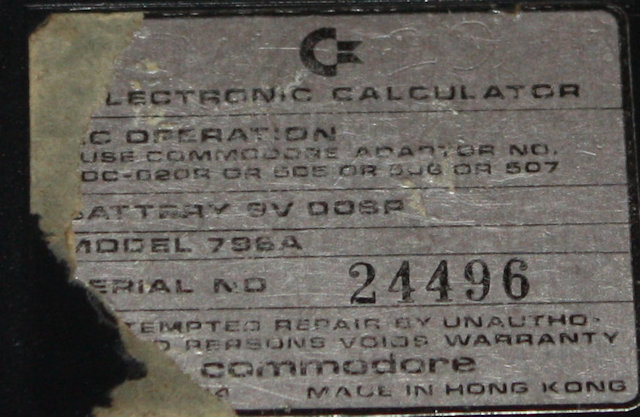 LECTRONIC CALCULATOR
C OPERATION
USE COMMODORE ADAPTOR NO.
DC-020R OR 505 OR 506 OR 507
BATTERY 9V 006P
MODEL 796A
ERIAL NO 24496
TEMPTED REPAIR BY UNAUTHO-
D PERSONS VOIDS WARRANTY
commodore
MADE IN HONG KONG